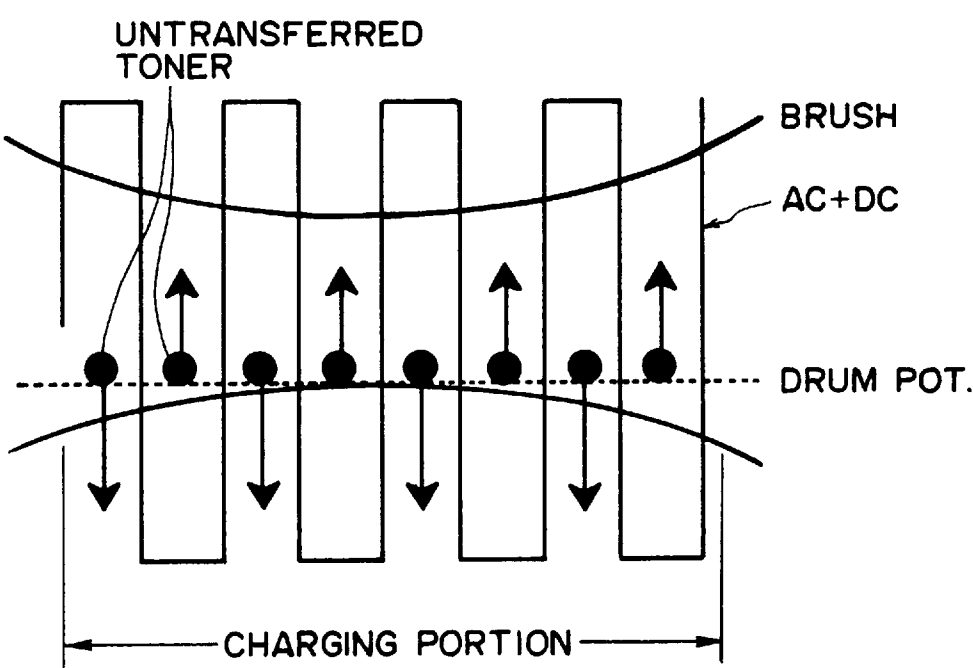 UNTRANSFERRED
TONER
BRUSH
AC+DC
DRUM POT.
CHARGING PORTION